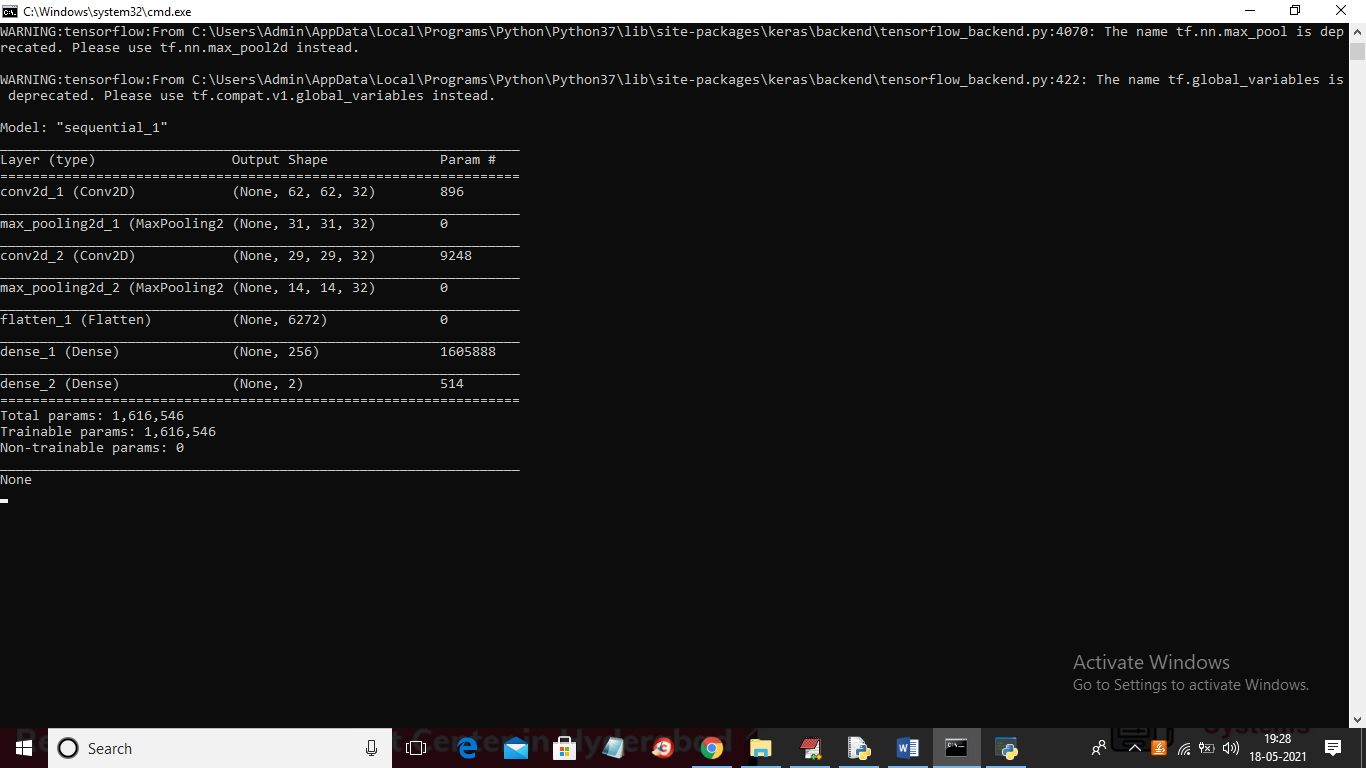 C:\Windows\system32\cmd.exe
WARNING:tensorflow:From C:\Users\Admin\AppData\Local\Programs\Python\Python37\lib\site-packages\keras\backend\tensorflow_backend.py:4070: The name tf.nn.max_pool is dep
recated. Please use tf.nn.max_pool2d instead.
WARNING:tensorflow:From C:\Users\Admin\AppData\Local\Programs\Python\Python37\lib\site-packages\keras\backend\tensorflow_backend.py:422: The name tf.global_variables is
deprecated. Please use tf.compat.v1.global_variables instead.
Model: "sequential_1"
Layer (type) Output Shape Param #
conv2d_1 (Conv2D) (None, 62, 62, 32) 896
max_pooling2d_1 (MaxPooling2 (None, 31, 31, 32) 0
conv2d_2 (Conv2D) (None, 29, 29, 32) 9248
max_pooling2d_2 (MaxPooling2 (None, 14, 14, 32) 0
flatten_1 (Flatten) (None, 6272) 0
dense_1 (Dense) (None, 256) 1605888
dense_2 (Dense) (None, 2) 514
Total params: 1,616,546
Trainable params: 1,616,546
Non-trainable params: 0
None
Activate Windows
Go to Settings to activate Windows.
Search
Center in Hyderabad
Systems
19:28
18-05-2021